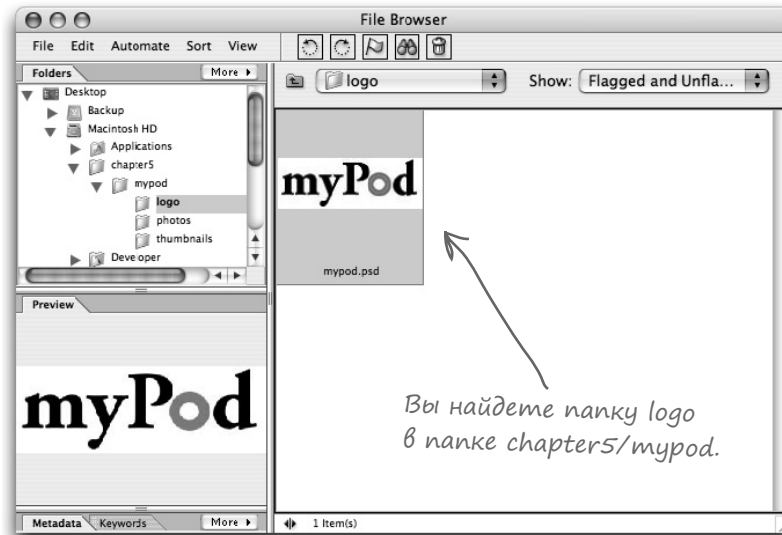 File Browser
File Edit Automate Sort View
Folders More
logo
Show: Flagged and Unfla...
Desktop
Backup
Macintosh HD
Applications
chapter5
mypod
logo
photos
thumbnails
Developer
myPod
mypod.psd
Preview
myPod
Вы найдете папку logo
в папке chapter5/mypod.
Metadata Keywords More
1 Item(s)